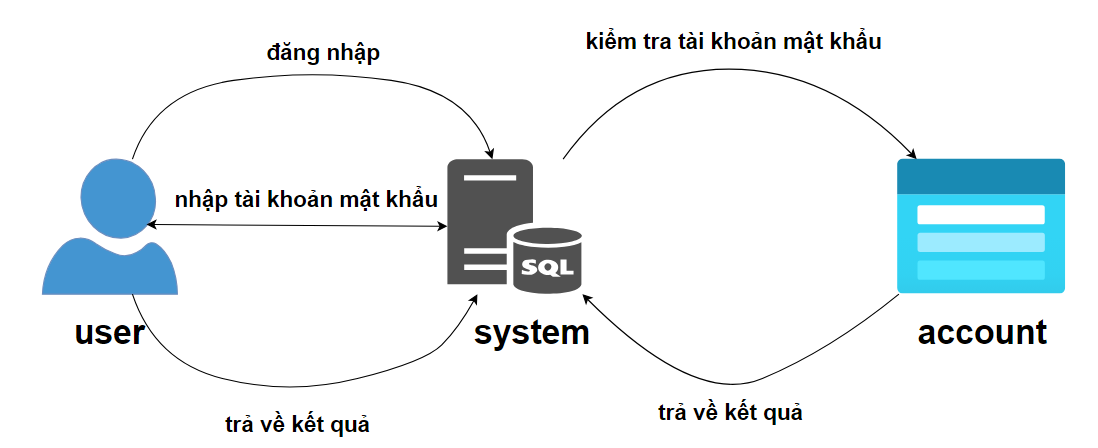 đăng nhập
kiểm tra tài khoản mật khẩu
nhập tài khoản mật khẩu
SQL
user
system
account
trả về kết quả
trả về kết quả